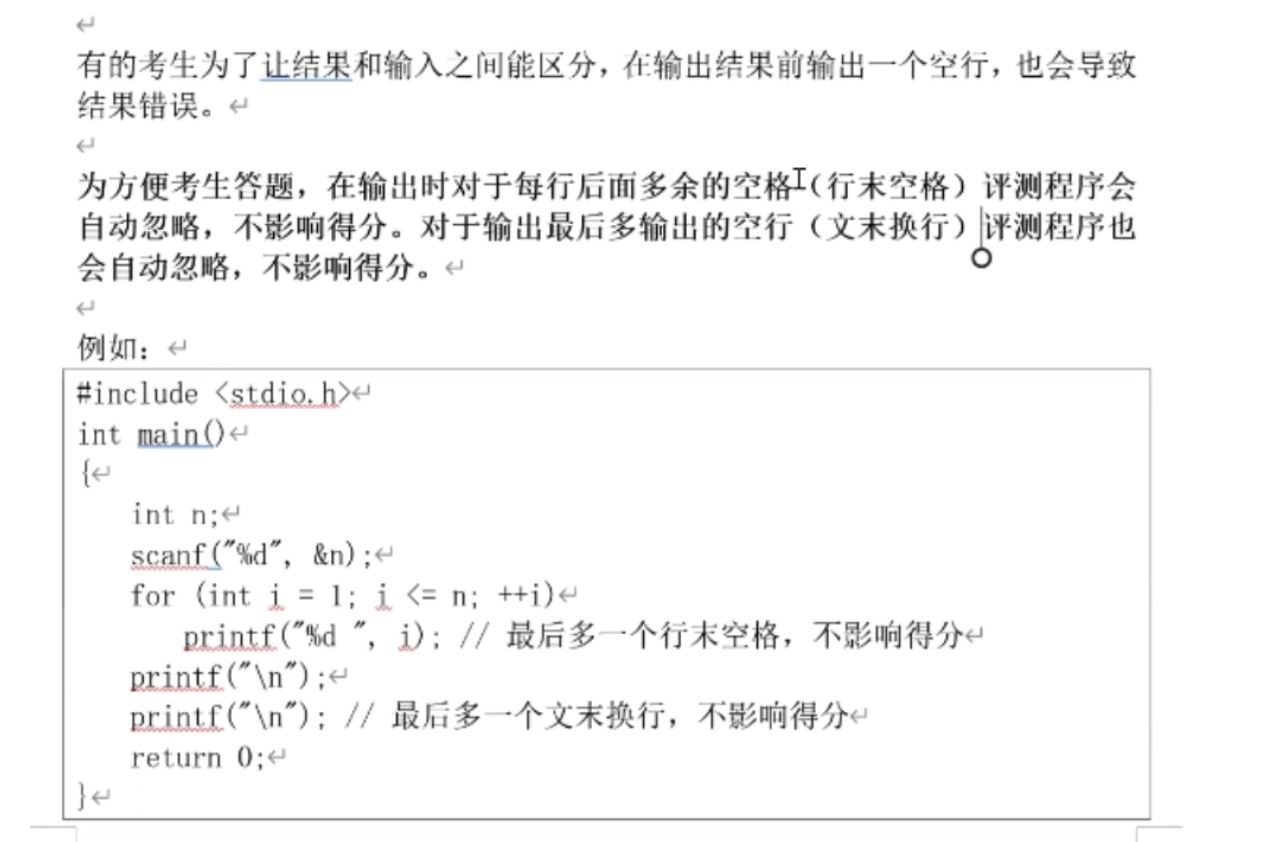 有的考生为了让结果和输入之间能区分，在输出结果前输出一个空行，也会导致
结果错误。
为方便考生答题，在输出时对于每行后面多余的空格（行末空格）评测程序会
自动忽略，不影响得分。对于输出最后多输出的空行（文末换行）评测程序也
会自动忽略，不影响得分。
例如：
#include <stdio.h>
int main()
{
int n;
scanf("%d", &n);
for (int i = 1; i <= n; ++i)
printf("%d ", i); // 最后多一个行末空格，不影响得分
printf("\n");
printf("\n"); // 最后多一个文末换行，不影响得分
return 0;
}